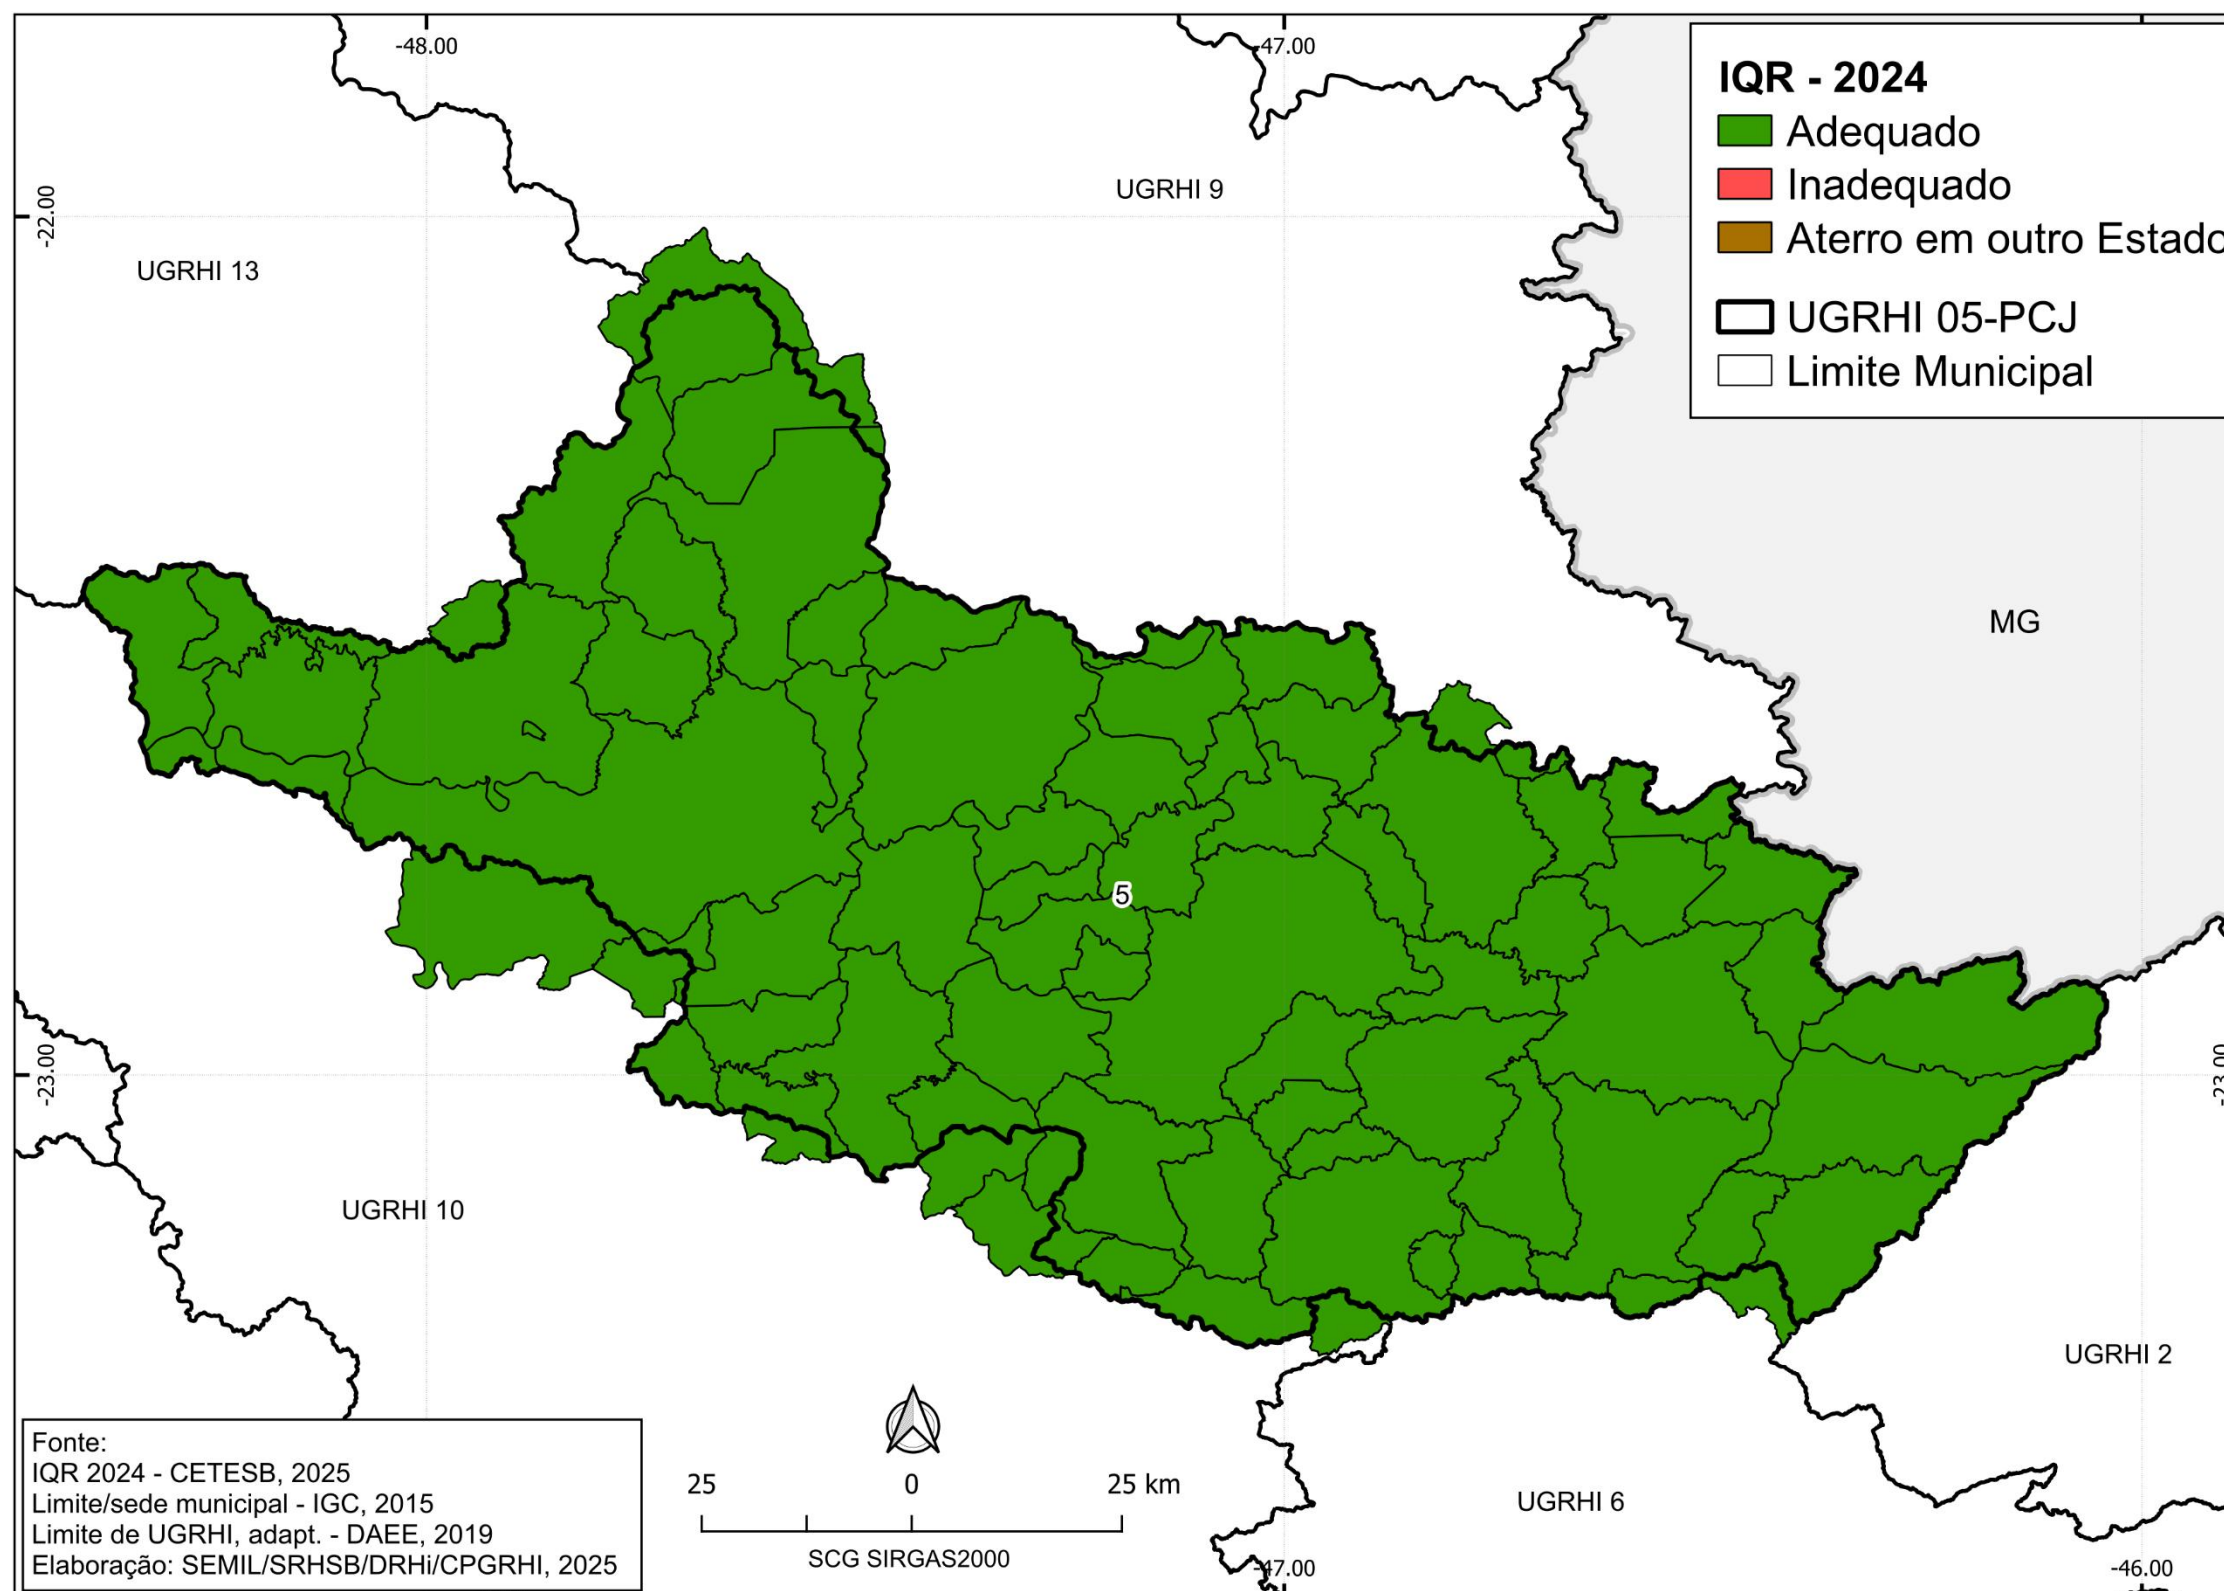 -48.00
-47.00
IQR - 2024
Adequado
Inadequado
Aterro em outro Estado
UGRHI 05-PCJ
Limite Municipal
-22.00
UGRHI 9
UGRHI 13
MG
5
-23.00
-23.00
UGRHI 10
UGRHI 2
UGRHI 6
Fonte:
IQR 2024 - CETESB, 2025
Limite/sede municipal - IGC, 2015
Limite de UGRHI, adapt. - DAEE, 2019
Elaboração: SEMIL/SRHSB/DRHi/CPGRHI, 2025
25 0 25 km
SCG SIRGAS2000
-47.00
-46.00